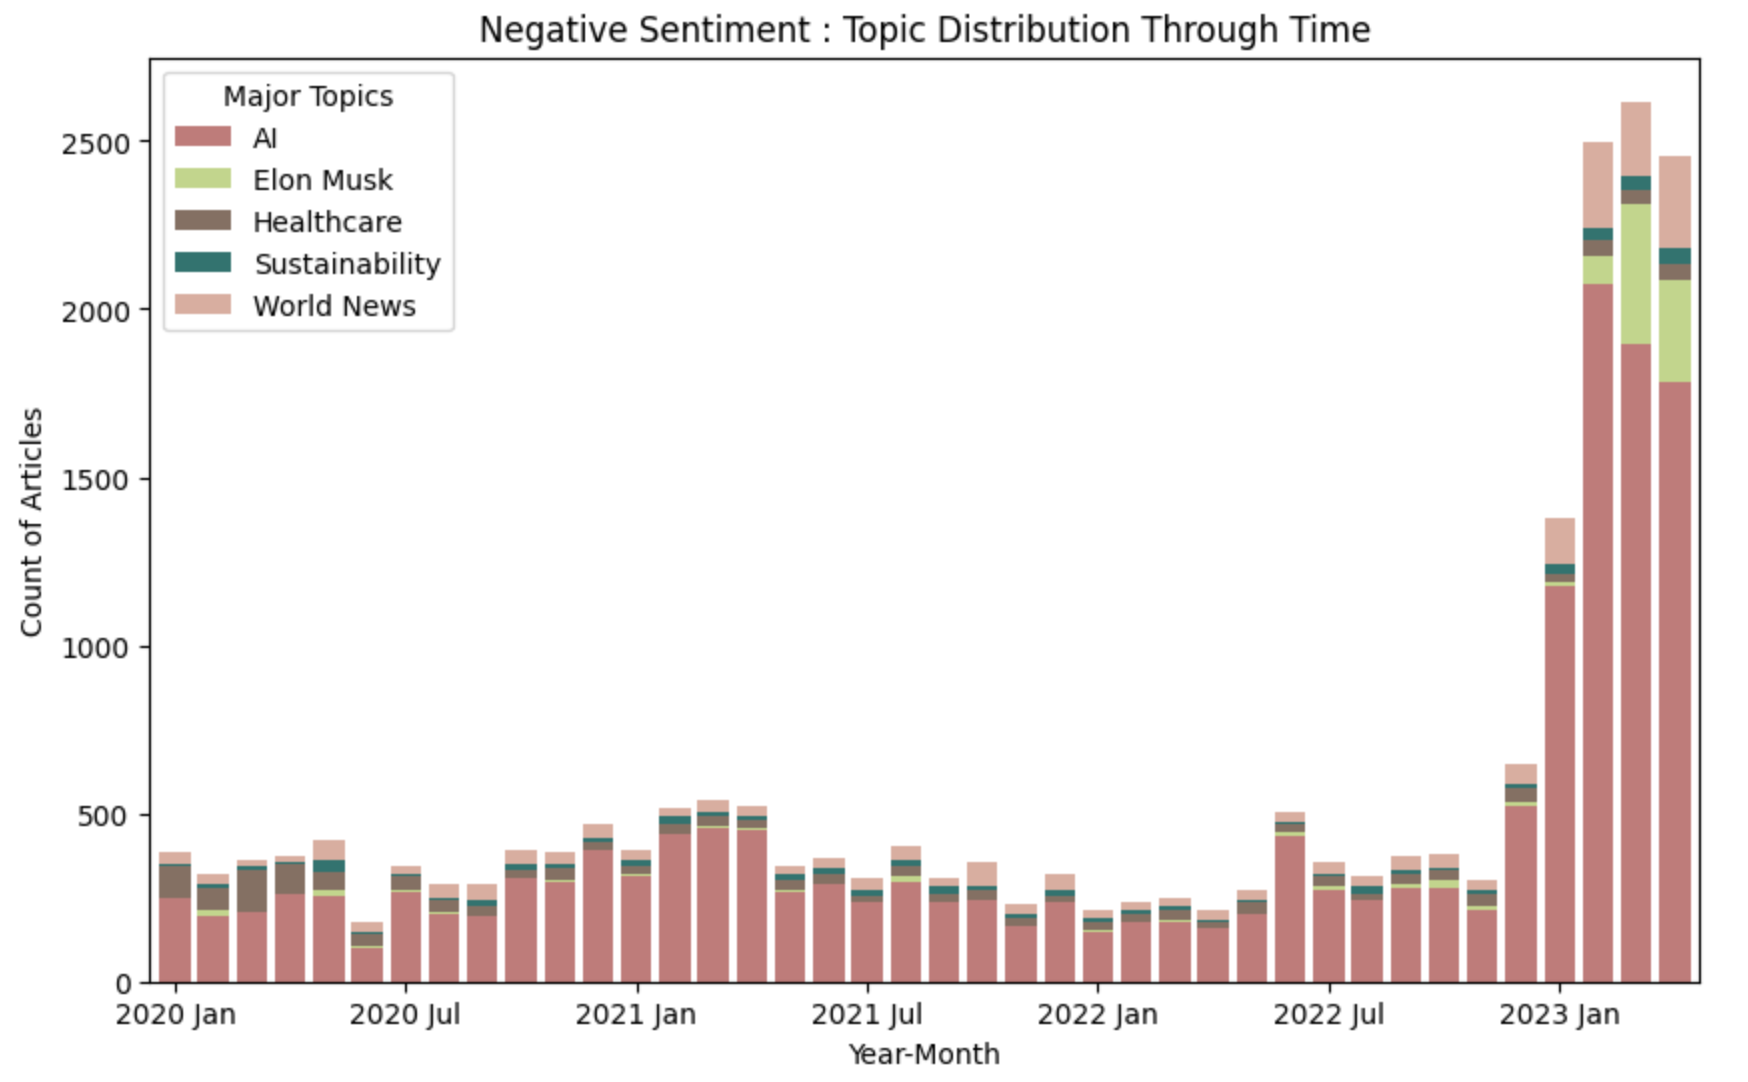 Negative Sentiment : Topic Distribution Through Time
Major Topics
AI
Elon Musk
Healthcare
Sustainability
World News
Count of Articles
2500
2000
1500
1000
500
0
2020 Jan
2020 Jul
2021 Jan
2021 Jul
2022 Jan
2022 Jul
2023 Jan
Year-Month